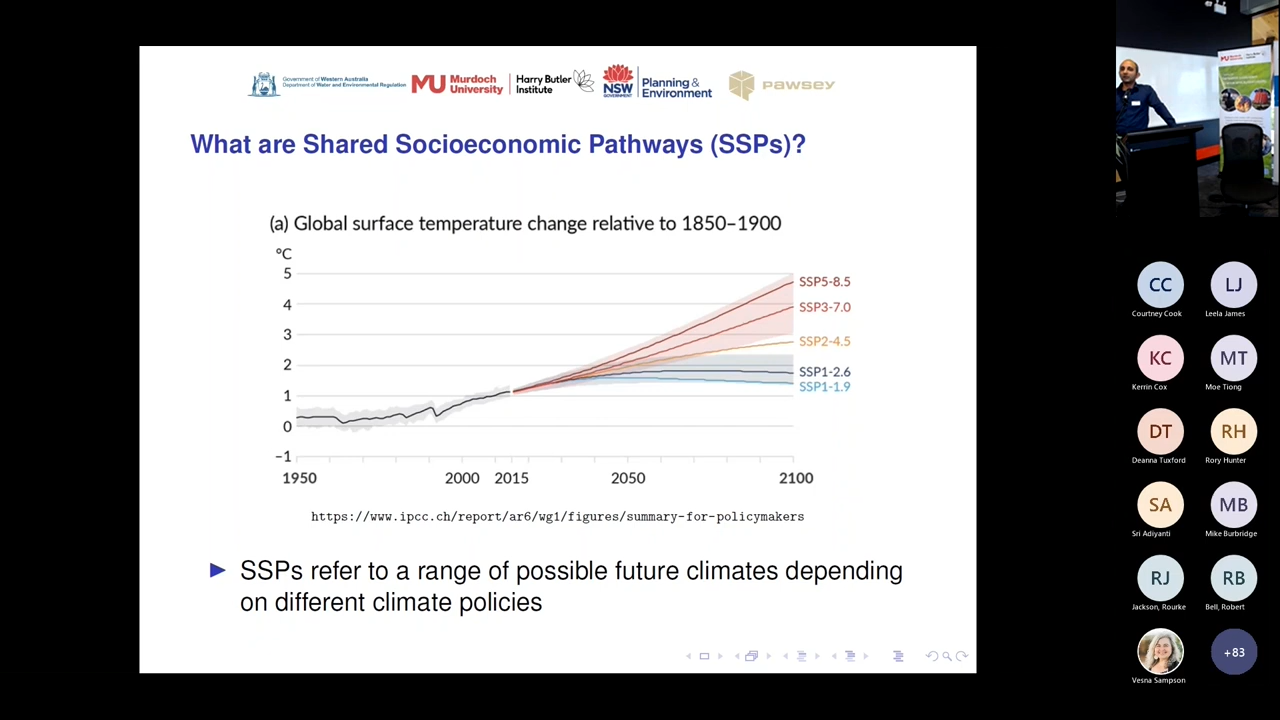 Government of Western Australia
Department of Water and Environmental Regulation
MU Murdoch University
Harry Butler Institute
NSW GOVERNMENT
Planning & Environment
PAWSEY
What are Shared Socioeconomic Pathways (SSPs)?
(a) Global surface temperature change relative to 1850–1900
°C
5
4
3
2
1
0
−1
SSP5-8.5
SSP3-7.0
SSP2-4.5
SSP1-2.6
SSP1-1.9
1950 2000 2015 2050 2100
https://www.ipcc.ch/report/ar6/wg1/figures/summary-for-policymakers
SSPs refer to a range of possible future climates depending
on different climate policies
Murdoch
CC LJ
Courtney Cook Leela James
KC MT
Kerrin Cox Moe Tiong
DT RH
Deanna Tuxford Rory Hunter
SA MB
Sri Adiyanti Mike Burbridge
RJ RB
Jackson, Rourke Bell, Robert
+83
Vesna Sampson